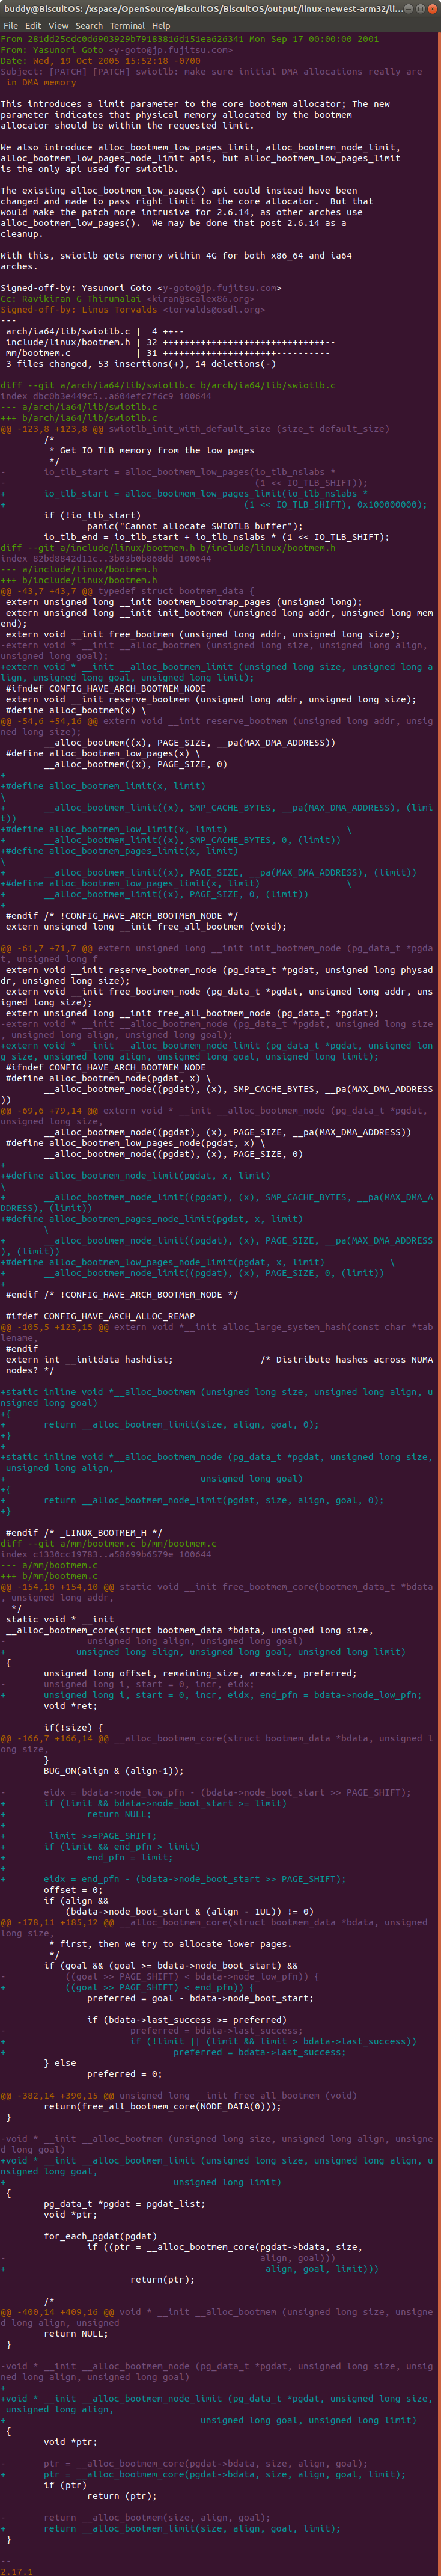 buddy@BiscuitOS: /xspace/OpenSource/BiscuitOS/BiscuitOS/output/linux-newest-arm32/li...
File Edit View Search Terminal Help
From 281dd25cdc0d6903929b79183816d151ea626341 Mon Sep 17 00:00:00 2001
From: Yasunori Goto <y-goto@jp.fujitsu.com>
Date: Wed, 19 Oct 2005 15:52:18 -0700
Subject: [PATCH] [PATCH] swiotlb: make sure initial DMA allocations really are
 in DMA memory

This introduces a limit parameter to the core bootmem allocator; The new
parameter indicates that physical memory allocated by the bootmem
allocator should be within the requested limit.

We also introduce alloc_bootmem_low_pages_limit, alloc_bootmem_node_limit,
alloc_bootmem_low_pages_node_limit apis, but alloc_bootmem_low_pages_limit
is the only api used for swiotlb.

The existing alloc_bootmem_low_pages() api could instead have been
changed and made to pass right limit to the core allocator.  But that
would make the patch more intrusive for 2.6.14, as other arches use
alloc_bootmem_low_pages().  We may be done that post 2.6.14 as a
cleanup.

With this, swiotlb gets memory within 4G for both x86_64 and ia64
arches.

Signed-off-by: Yasunori Goto <y-goto@jp.fujitsu.com>
Cc: Ravikiran G Thirumalai <kiran@scalex86.org>
Signed-off-by: Linus Torvalds <torvalds@osdl.org>
---
 arch/ia64/lib/swiotlb.c |  4 ++--
 include/linux/bootmem.h | 32 ++++++++++++++++++++++++++++++--
 mm/bootmem.c            | 31 +++++++++++++++++++++----------
 3 files changed, 53 insertions(+), 14 deletions(-)

diff --git a/arch/ia64/lib/swiotlb.c b/arch/ia64/lib/swiotlb.c
index dbc0b3e449c5..a604efc7f6c9 100644
--- a/arch/ia64/lib/swiotlb.c
+++ b/arch/ia64/lib/swiotlb.c
@@ -123,8 +123,8 @@ swiotlb_init_with_default_size (size_t default_size)
        /*
         * Get IO TLB memory from the low pages
         */
-       io_tlb_start = alloc_bootmem_low_pages(io_tlb_nslabs *
-                                              (1 << IO_TLB_SHIFT));
+       io_tlb_start = alloc_bootmem_low_pages_limit(io_tlb_nslabs *
+                                            (1 << IO_TLB_SHIFT), 0x100000000);
        if (!io_tlb_start)
                panic("Cannot allocate SWIOTLB buffer");
        io_tlb_end = io_tlb_start + io_tlb_nslabs * (1 << IO_TLB_SHIFT);
diff --git a/include/linux/bootmem.h b/include/linux/bootmem.h
index 82bd8842d11c..3b03b0b868dd 100644
--- a/include/linux/bootmem.h
+++ b/include/linux/bootmem.h
@@ -43,7 +43,7 @@ typedef struct bootmem_data {
 extern unsigned long __init bootmem_bootmap_pages (unsigned long);
 extern unsigned long __init init_bootmem (unsigned long addr, unsigned long mem
end);
 extern void __init free_bootmem (unsigned long addr, unsigned long size);
-extern void * __init __alloc_bootmem (unsigned long size, unsigned long align,
unsigned long goal);
+extern void * __init __alloc_bootmem_limit (unsigned long size, unsigned long a
lign, unsigned long goal, unsigned long limit);
 #ifndef CONFIG_HAVE_ARCH_BOOTMEM_NODE
 extern void __init reserve_bootmem (unsigned long addr, unsigned long size);
 #define alloc_bootmem(x) \
@@ -54,6 +54,16 @@ extern void __init reserve_bootmem (unsigned long addr, unsig
ned long size);
        __alloc_bootmem((x), PAGE_SIZE, __pa(MAX_DMA_ADDRESS))
 #define alloc_bootmem_low_pages(x) \
        __alloc_bootmem((x), PAGE_SIZE, 0)
+
+#define alloc_bootmem_limit(x, limit)
\
+       __alloc_bootmem_limit((x), SMP_CACHE_BYTES, __pa(MAX_DMA_ADDRESS), (limi
t))
+#define alloc_bootmem_low_limit(x, limit)                      \
+       __alloc_bootmem_limit((x), SMP_CACHE_BYTES, 0, (limit))
+#define alloc_bootmem_pages_limit(x, limit)
\
+       __alloc_bootmem_limit((x), PAGE_SIZE, __pa(MAX_DMA_ADDRESS), (limit))
+#define alloc_bootmem_low_pages_limit(x, limit)                \
+       __alloc_bootmem_limit((x), PAGE_SIZE, 0, (limit))
+
 #endif /* !CONFIG_HAVE_ARCH_BOOTMEM_NODE */
 extern unsigned long __init free_all_bootmem (void);

@@ -61,7 +71,7 @@ extern unsigned long __init init_bootmem_node (pg_data_t *pgda
t, unsigned long f
 extern void __init reserve_bootmem_node (pg_data_t *pgdat, unsigned long physad
dr, unsigned long size);
 extern void __init free_bootmem_node (pg_data_t *pgdat, unsigned long addr, uns
igned long size);
 extern unsigned long __init free_all_bootmem_node (pg_data_t *pgdat);
-extern void * __init __alloc_bootmem_node (pg_data_t *pgdat, unsigned long size
, unsigned long align, unsigned long goal);
+extern void * __init __alloc_bootmem_node_limit (pg_data_t *pgdat, unsigned lon
g size, unsigned long align, unsigned long goal, unsigned long limit);
 #ifndef CONFIG_HAVE_ARCH_BOOTMEM_NODE
 #define alloc_bootmem_node(pgdat, x) \
        __alloc_bootmem_node((pgdat), (x), SMP_CACHE_BYTES, __pa(MAX_DMA_ADDRESS
))
@@ -69,6 +79,14 @@ extern void * __init __alloc_bootmem_node (pg_data_t *pgdat,
unsigned long size,
        __alloc_bootmem_node((pgdat), (x), PAGE_SIZE, __pa(MAX_DMA_ADDRESS))
 #define alloc_bootmem_low_pages_node(pgdat, x) \
        __alloc_bootmem_node((pgdat), (x), PAGE_SIZE, 0)
+
+#define alloc_bootmem_node_limit(pgdat, x, limit)
\
+       __alloc_bootmem_node_limit((pgdat), (x), SMP_CACHE_BYTES, __pa(MAX_DMA_A
DDRESS), (limit))
+#define alloc_bootmem_pages_node_limit(pgdat, x, limit)
        \
+       __alloc_bootmem_node_limit((pgdat), (x), PAGE_SIZE, __pa(MAX_DMA_ADDRESS
), (limit))
+#define alloc_bootmem_low_pages_node_limit(pgdat, x, limit)            \
+       __alloc_bootmem_node_limit((pgdat), (x), PAGE_SIZE, 0, (limit))
+
 #endif /* !CONFIG_HAVE_ARCH_BOOTMEM_NODE */

 #ifdef CONFIG_HAVE_ARCH_ALLOC_REMAP
@@ -105,5 +123,15 @@ extern void *__init alloc_large_system_hash(const char *tab
lename,
 #endif
 extern int __initdata hashdist;                /* Distribute hashes across NUMA
 nodes? */

+static inline void *__alloc_bootmem (unsigned long size, unsigned long align, u
nsigned long goal)
+{
+       return __alloc_bootmem_limit(size, align, goal, 0);
+}
+
+static inline void *__alloc_bootmem_node (pg_data_t *pgdat, unsigned long size,
 unsigned long align,
+                                    unsigned long goal)
+{
+       return __alloc_bootmem_node_limit(pgdat, size, align, goal, 0);
+}

 #endif /* _LINUX_BOOTMEM_H */
diff --git a/mm/bootmem.c b/mm/bootmem.c
index c1330cc19783..a58699b6579e 100644
--- a/mm/bootmem.c
+++ b/mm/bootmem.c
@@ -154,10 +154,10 @@ static void __init free_bootmem_core(bootmem_data_t *bdata
, unsigned long addr,
  */
 static void * __init
 __alloc_bootmem_core(struct bootmem_data *bdata, unsigned long size,
-               unsigned long align, unsigned long goal)
+             unsigned long align, unsigned long goal, unsigned long limit)
 {
        unsigned long offset, remaining_size, areasize, preferred;
-       unsigned long i, start = 0, incr, eidx;
+       unsigned long i, start = 0, incr, eidx, end_pfn = bdata->node_low_pfn;
        void *ret;

        if(!size) {
@@ -166,7 +166,14 @@ __alloc_bootmem_core(struct bootmem_data *bdata, unsigned l
ong size,
        }
        BUG_ON(align & (align-1));

-       eidx = bdata->node_low_pfn - (bdata->node_boot_start >> PAGE_SHIFT);
+       if (limit && bdata->node_boot_start >= limit)
+               return NULL;
+
+        limit >>=PAGE_SHIFT;
+       if (limit && end_pfn > limit)
+               end_pfn = limit;
+
+       eidx = end_pfn - (bdata->node_boot_start >> PAGE_SHIFT);
        offset = 0;
        if (align &&
            (bdata->node_boot_start & (align - 1UL)) != 0)
@@ -178,11 +185,12 @@ __alloc_bootmem_core(struct bootmem_data *bdata, unsigned
long size,
         * first, then we try to allocate lower pages.
         */
        if (goal && (goal >= bdata->node_boot_start) &&
-           ((goal >> PAGE_SHIFT) < bdata->node_low_pfn)) {
+           ((goal >> PAGE_SHIFT) < end_pfn)) {
                preferred = goal - bdata->node_boot_start;

                if (bdata->last_success >= preferred)
-                       preferred = bdata->last_success;
+                       if (!limit || (limit && limit > bdata->last_success))
+                               preferred = bdata->last_success;
        } else
                preferred = 0;

@@ -382,14 +390,15 @@ unsigned long __init free_all_bootmem (void)
        return(free_all_bootmem_core(NODE_DATA(0)));
 }

-void * __init __alloc_bootmem (unsigned long size, unsigned long align, unsigne
d long goal)
+void * __init __alloc_bootmem_limit (unsigned long size, unsigned long align, u
nsigned long goal,
+                               unsigned long limit)
 {
        pg_data_t *pgdat = pgdat_list;
        void *ptr;

        for_each_pgdat(pgdat)
                if ((ptr = __alloc_bootmem_core(pgdat->bdata, size,
-                                               align, goal)))
+                                                align, goal, limit)))
                        return(ptr);

        /*
@@ -400,14 +409,16 @@ void * __init __alloc_bootmem (unsigned long size, unsigne
d long align, unsigned
        return NULL;
 }

-void * __init __alloc_bootmem_node (pg_data_t *pgdat, unsigned long size, unsig
ned long align, unsigned long goal)
+
+void * __init __alloc_bootmem_node_limit (pg_data_t *pgdat, unsigned long size,
 unsigned long align,
+                                    unsigned long goal, unsigned long limit)
 {
        void *ptr;

-       ptr = __alloc_bootmem_core(pgdat->bdata, size, align, goal);
+       ptr = __alloc_bootmem_core(pgdat->bdata, size, align, goal, limit);
        if (ptr)
                return (ptr);

-       return __alloc_bootmem(size, align, goal);
+       return __alloc_bootmem_limit(size, align, goal, limit);
 }

--
2.17.1